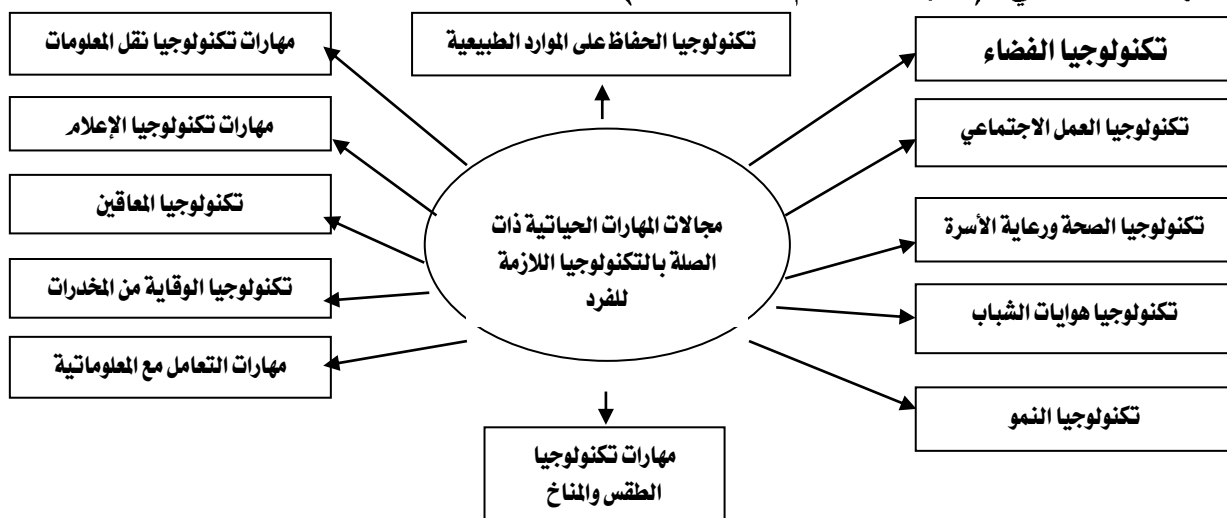 تكنولوجيا الفضاء
تكنولوجيا الحفاظ على الموارد الطبيعية
مهارات تكنولوجيا نقل المعلومات
تكنولوجيا العمل الاجتماعي
مهارات تكنولوجيا الإعلام
تكنولوجيا الصحة ورعاية الأسرة
مجالات المهارات الحياتية ذات
الصلة بالتكنولوجيا اللازمة
للفرد
تكنولوجيا المعاقين
تكنولوجيا هوايات الشباب
تكنولوجيا الوقاية من المخدرات
تكنولوجيا النمو
مهارات التعامل مع المعلوماتية
مهارات تكنولوجيا
الطقس والمناخ